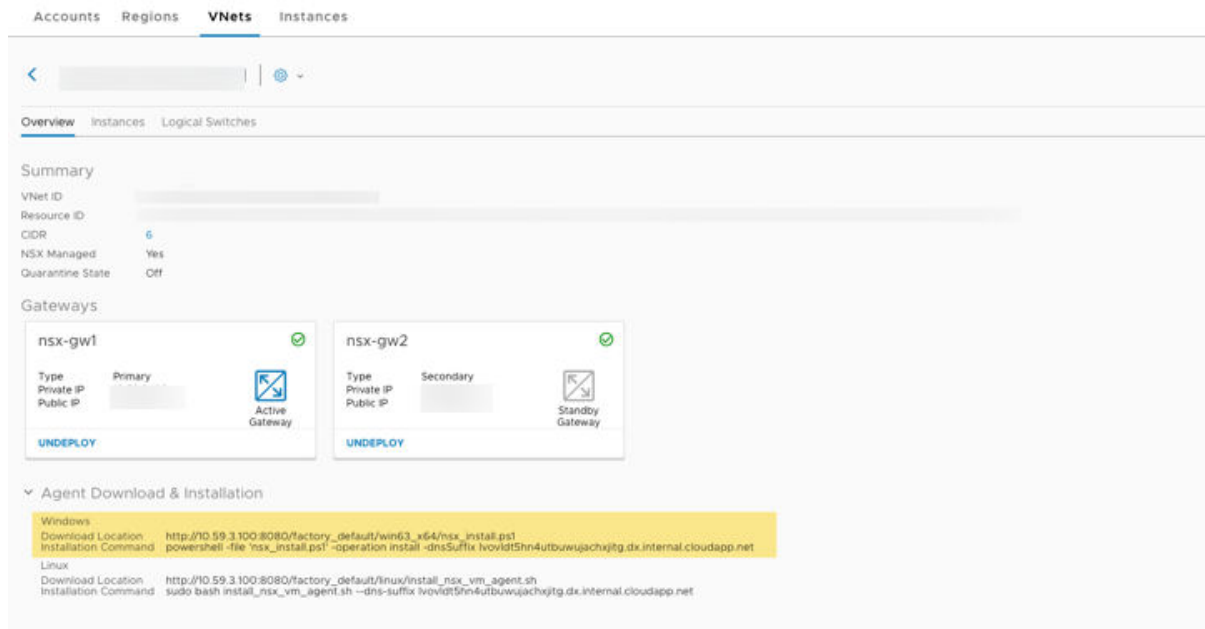 Accounts Regions VNets Instances
Overview Instances Logical Switches
Summary
VNet ID
Resource ID
CIDR 6
NSX Managed Yes
Quarantine State Off
Gateways
nsx-gw1
Type Primary
Private IP
Public IP
Active
Gateway
UNDEPLOY
nsx-gw2
Type Secondary
Private IP
Public IP
Standby
Gateway
UNDEPLOY
Agent Download & Installation
Windows
Download Location http://10.59.3.100:8080/factory_default/win63_x64/nsx_install.ps1
Installation Command powershell -file 'nsx_install.ps1' -operation install -dnsSuffix lvovldt5hn4utbuwujachxjitg.dx.internal.cloudapp.net
Linux
Download Location http://10.59.3.100:8080/factory_default/linux/install_nsx_vm_agent.sh
Installation Command sudo bash install_nsx_vm_agent.sh --dns-suffix lvovldt5hn4utbuwujachxjitg.dx.internal.cloudapp.net